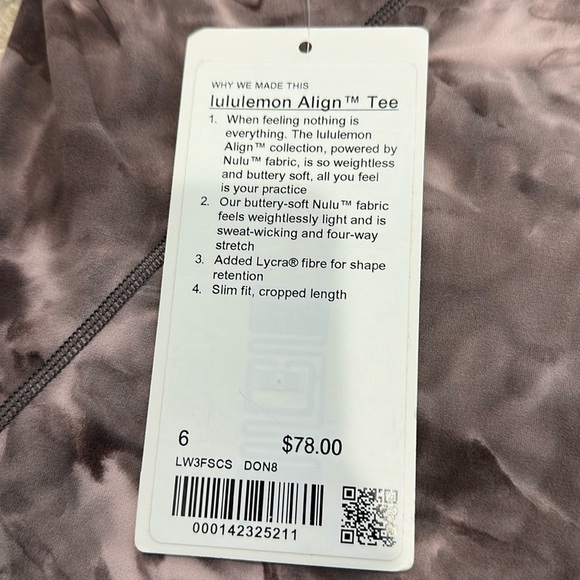 WHY WE MADE THIS
lululemon Align™ Tee
1. When feeling nothing is
everything. The lululemon
Align™ collection, powered by
Nulu™ fabric, is so weightless
and buttery soft, all you feel
is your practice
2. Our buttery-soft Nulu™ fabric
feels weightlessly light and is
sweat-wicking and four-way
stretch
3. Added Lycra® fibre for shape
retention
4. Slim fit, cropped length
6 $78.00
LW3FSCS DON8
000142325211